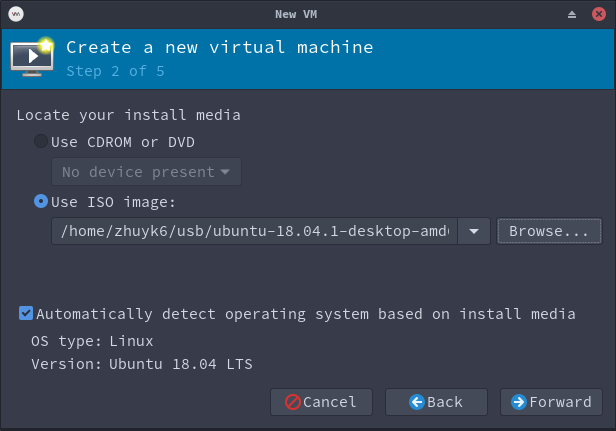 New VM
Create a new virtual machine
Step 2 of 5
Locate your install media
Use CDROM or DVD
No device present
Use ISO image:
/home/zhuyk6/usb/ubuntu-18.04.1-desktop-amd
Browse...
Automatically detect operating system based on install media
OS type: Linux
Version: Ubuntu 18.04 LTS
Cancel
Back
Forward